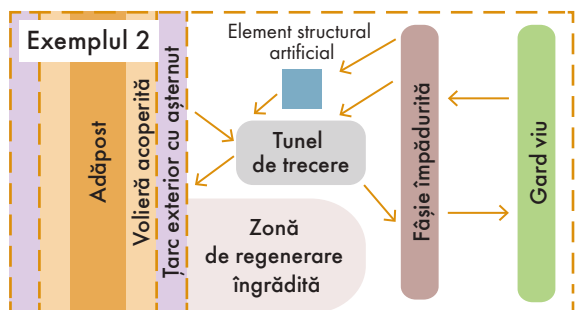 Exemplul 2
Adăpost
Volieră acoperită
Țarc exterior cu așternut
Element structural
artificial
Tunel
de trecere
Zonă
de regenerare
îngrădită
Fâșie împădurită
Gard viu